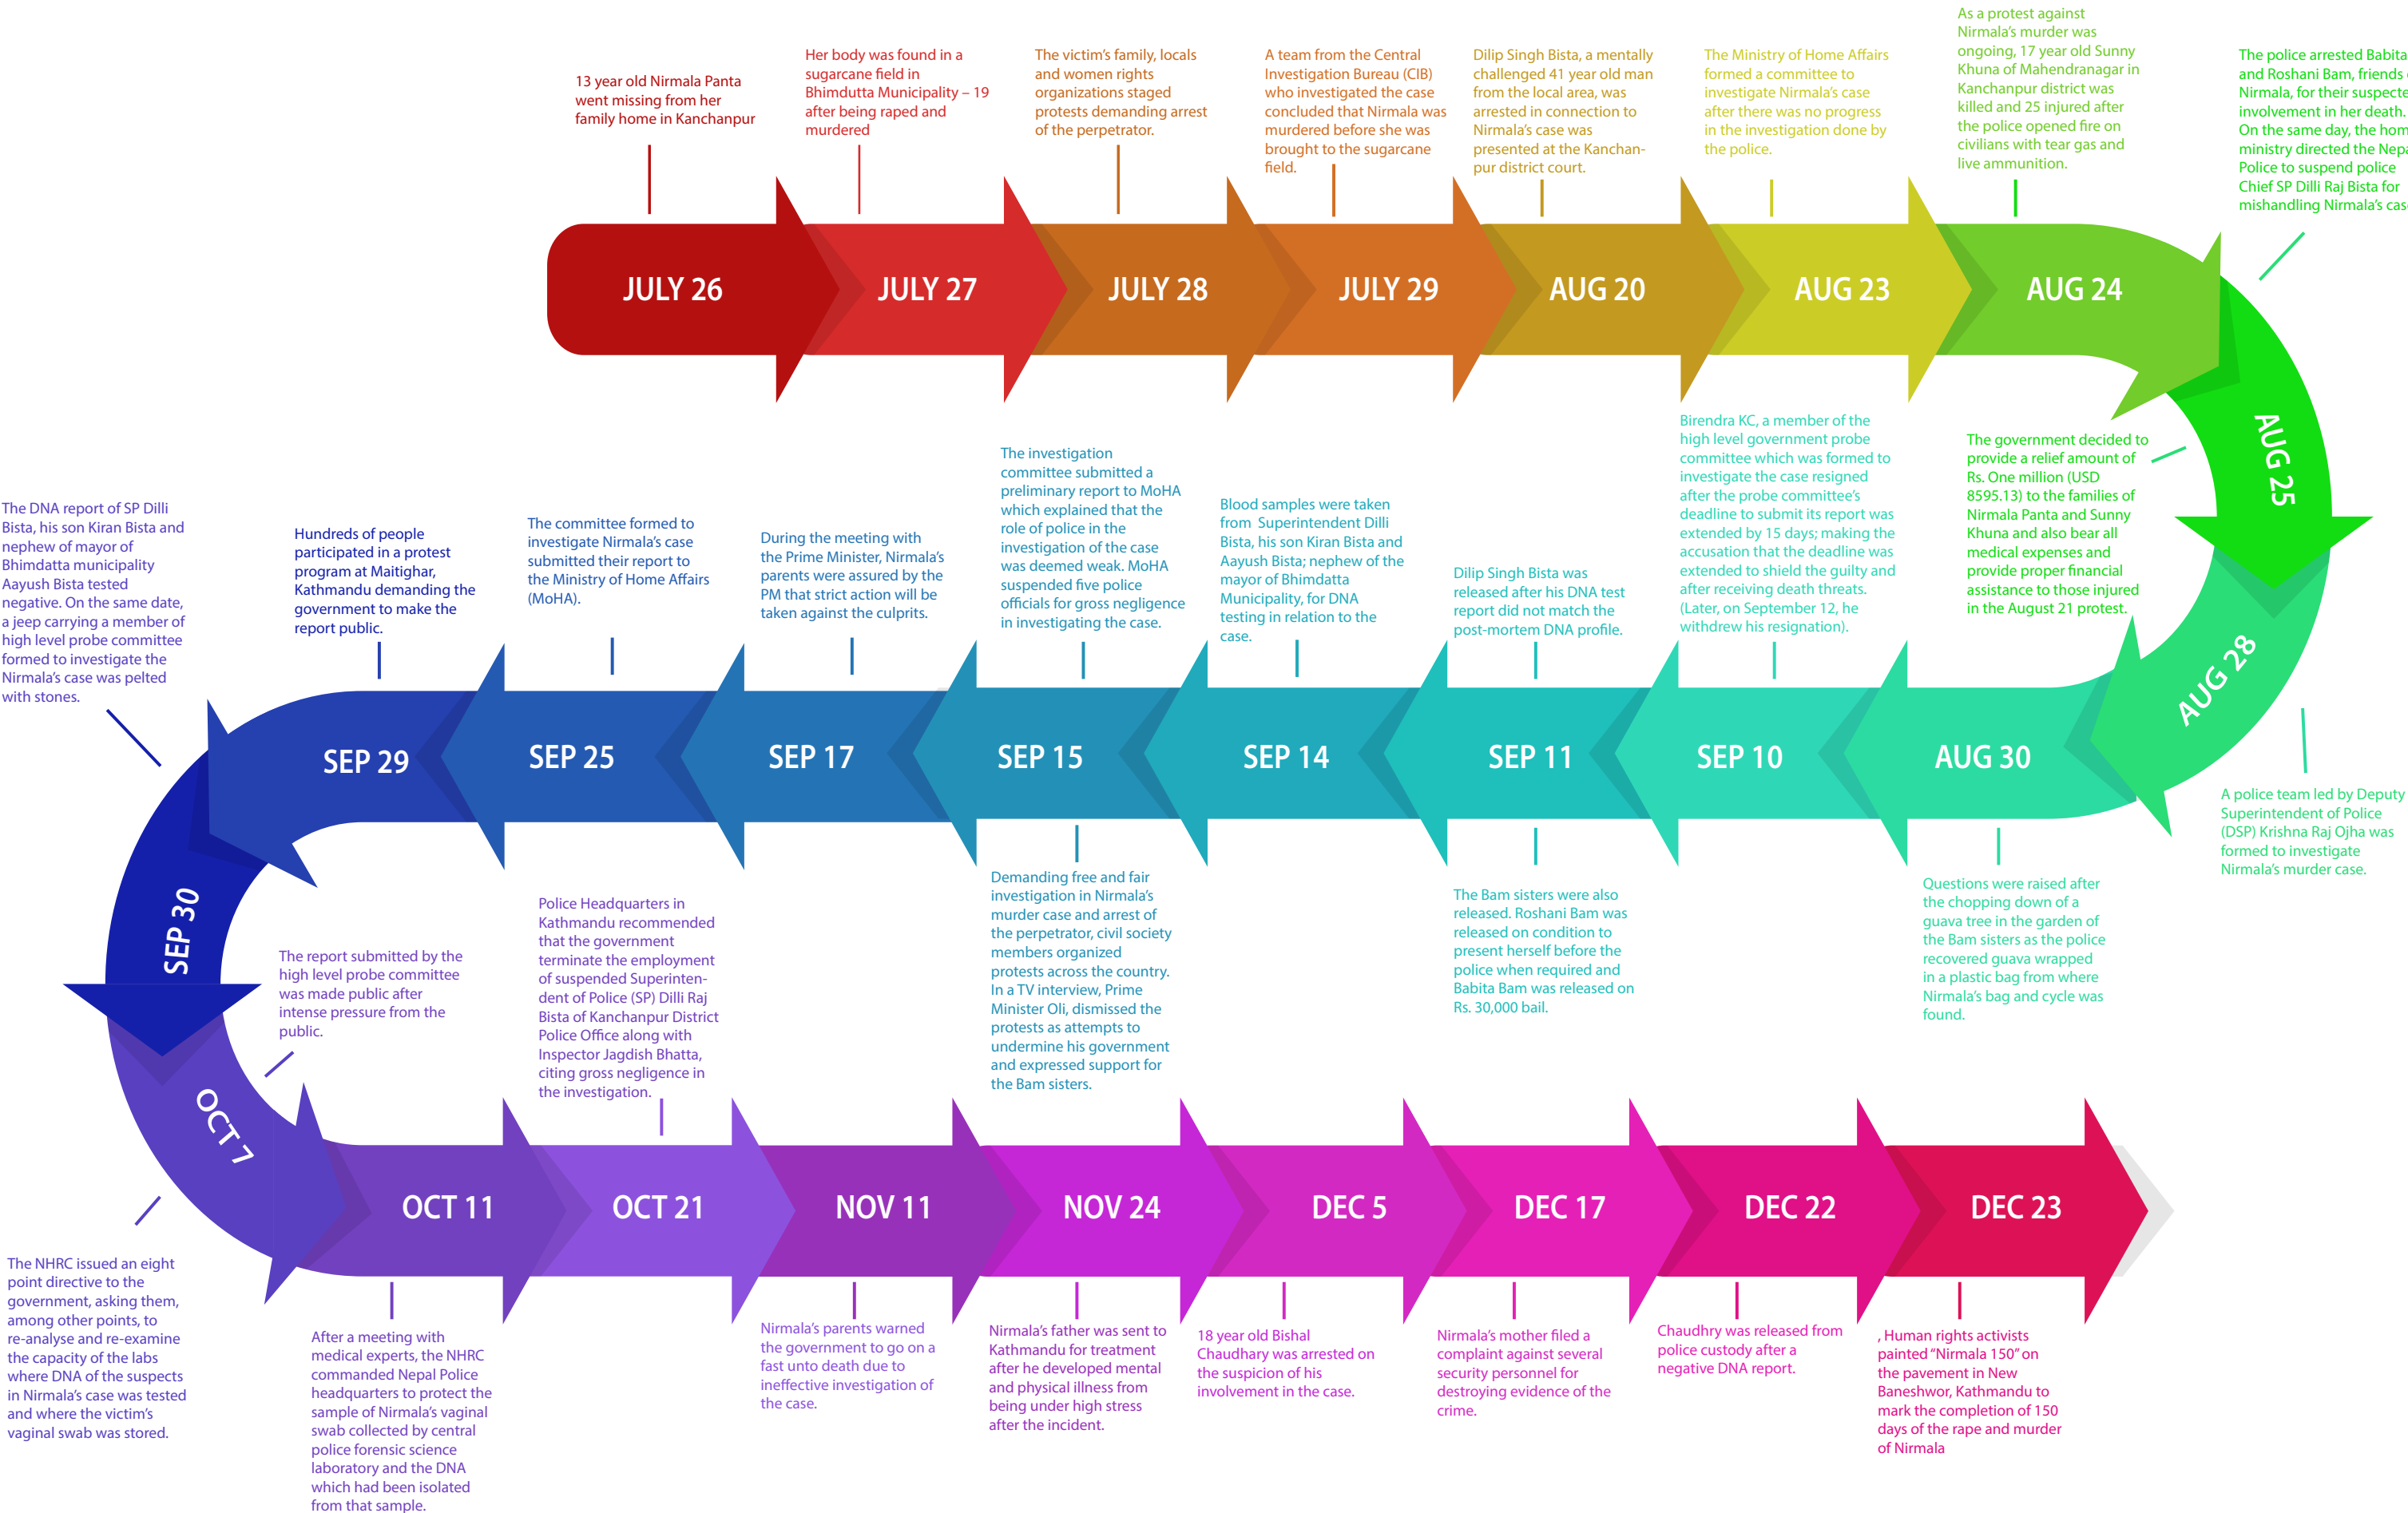 13 year old Nirmala Panta
went missing from her
family home in Kanchanpur
JULY 26
Her body was found in a
sugarcane field in
Bhimdutta Municipality – 19
after being raped and
murdered
JULY 27
The victim's family, locals
and women rights
organizations staged
protests demanding arrest
of the perpetrator.
JULY 28
A team from the Central
Investigation Bureau (CIB)
who investigated the case
concluded that Nirmala was
murdered before she was
brought to the sugarcane
field.
JULY 29
Dilip Singh Bista, a mentally
challenged 41 year old man
from the local area, was
arrested in connection to
Nirmala's case was
presented at the Kanchan-
pur district court.
AUG 20
The Ministry of Home Affairs
formed a committee to
investigate Nirmala's case
after there was no progress
in the investigation done by
the police.
AUG 23
As a protest against
Nirmala's murder was
ongoing, 17 year old Sunny
Khuna of Mahendranagar in
Kanchanpur district was
killed and 25 injured after
the police opened fire on
civilians with tear gas and
live ammunition.
AUG 24
The police arrested Babita
and Roshani Bam, friends
Nirmala, for their
involvement in her death.
On the same day, the
ministry directed the
Police to suspend police
Chief SP Dilli Raj Bista for
mishandling Nirmala's
AUG 25
The government decided to
provide a relief amount of
Rs. One million (USD
8595.13) to the families of
Nirmala Panta and Sunny
Khuna and also bear all
medical expenses and
provide proper financial
assistance to those injured
in the August 21 protest.
AUG 28
A police team led by Deputy
Superintendent of Police
(DSP) Krishna Raj Ojha was
formed to investigate
Nirmala's murder case.
AUG 30
Questions were raised after
the chopping down of a
guava tree in the garden of
the Bam sisters as the police
recovered guava wrapped
in a plastic bag from where
Nirmala's bag and cycle was
found.
Birendra KC, a member of the
high level government probe
committee which was formed to
investigate the case resigned
after the probe committee's
deadline to submit its report was
extended by 15 days; making the
accusation that the deadline was
extended to shield the guilty and
after receiving death threats.
(Later, on September 12, he
withdrew his resignation).
SEP 10
Dilip Singh Bista was
released after his DNA test
report did not match the
post-mortem DNA profile.
SEP 11
The Bam sisters were also
released. Roshani Bam was
released on condition to
present herself before the
police when required and
Babita Bam was released on
Rs. 30,000 bail.
Blood samples were taken
from Superintendent Dilli
Bista, his son Kiran Bista and
Aayush Bista; nephew of the
mayor of Bhimdatta
Municipality, for DNA
testing in relation to the
case.
SEP 14
The investigation
committee submitted a
preliminary report to MoHA
which explained that the
role of police in the
investigation of the case
was deemed weak. MoHA
suspended five police
officials for gross negligence
in investigating the case.
SEP 15
Demanding free and fair
investigation in Nirmala's
murder case and arrest of
the perpetrator, civil society
members organized
protests across the country.
In a TV interview, Prime
Minister Oli, dismissed the
protests as attempts to
undermine his government
and expressed support for
the Bam sisters.
During the meeting with
the Prime Minister, Nirmala's
parents were assured by the
PM that strict action will be
taken against the culprits.
SEP 17
The committee formed to
investigate Nirmala's case
submitted their report to
the Ministry of Home Affairs
(MoHA).
SEP 25
Hundreds of people
participated in a protest
program at Maitighar,
Kathmandu demanding the
government to make the
report public.
SEP 29
The DNA report of SP Dilli
Bista, his son Kiran Bista and
nephew of mayor of
Bhimdatta municipality
Aayush Bista tested
negative. On the same date,
a jeep carrying a member of
high level probe committee
formed to investigate the
Nirmala's case was pelted
with stones.
SEP 30
The report submitted by the
high level probe committee
was made public after
intense pressure from the
public.
OCT 7
The NHRC issued an eight
point directive to the
government, asking them,
among other points, to
re-analyse and re-examine
the capacity of the labs
where DNA of the suspects
in Nirmala's case was tested
and where the victim's
vaginal swab was stored.
OCT 11
After a meeting with
medical experts, the NHRC
commanded Nepal Police
headquarters to protect the
sample of Nirmala's vaginal
swab collected by central
police forensic science
laboratory and the DNA
which had been isolated
from that sample.
Police Headquarters in
Kathmandu recommended
that the government
terminate the employment
of suspended Superinten-
dent of Police (SP) Dilli Raj
Bista of Kanchanpur District
Police Office along with
Inspector Jagdish Bhatta,
citing gross negligence in
the investigation.
OCT 21
NOV 11
Nirmala's parents warned
the government to go on a
fast unto death due to
ineffective investigation of
the case.
NOV 24
Nirmala's father was sent to
Kathmandu for treatment
after he developed mental
and physical illness from
being under high stress
after the incident.
DEC 5
18 year old Bishal
Chaudhary was arrested on
the suspicion of his
involvement in the case.
DEC 17
Nirmala's mother filed a
complaint against several
security personnel for
destroying evidence of the
crime.
DEC 22
Chaudhry was released from
police custody after a
negative DNA report.
DEC 23
, Human rights activists
painted “Nirmala 150” on
the pavement in New
Baneshwor, Kathmandu to
mark the completion of 150
days of the rape and murder
of Nirmala